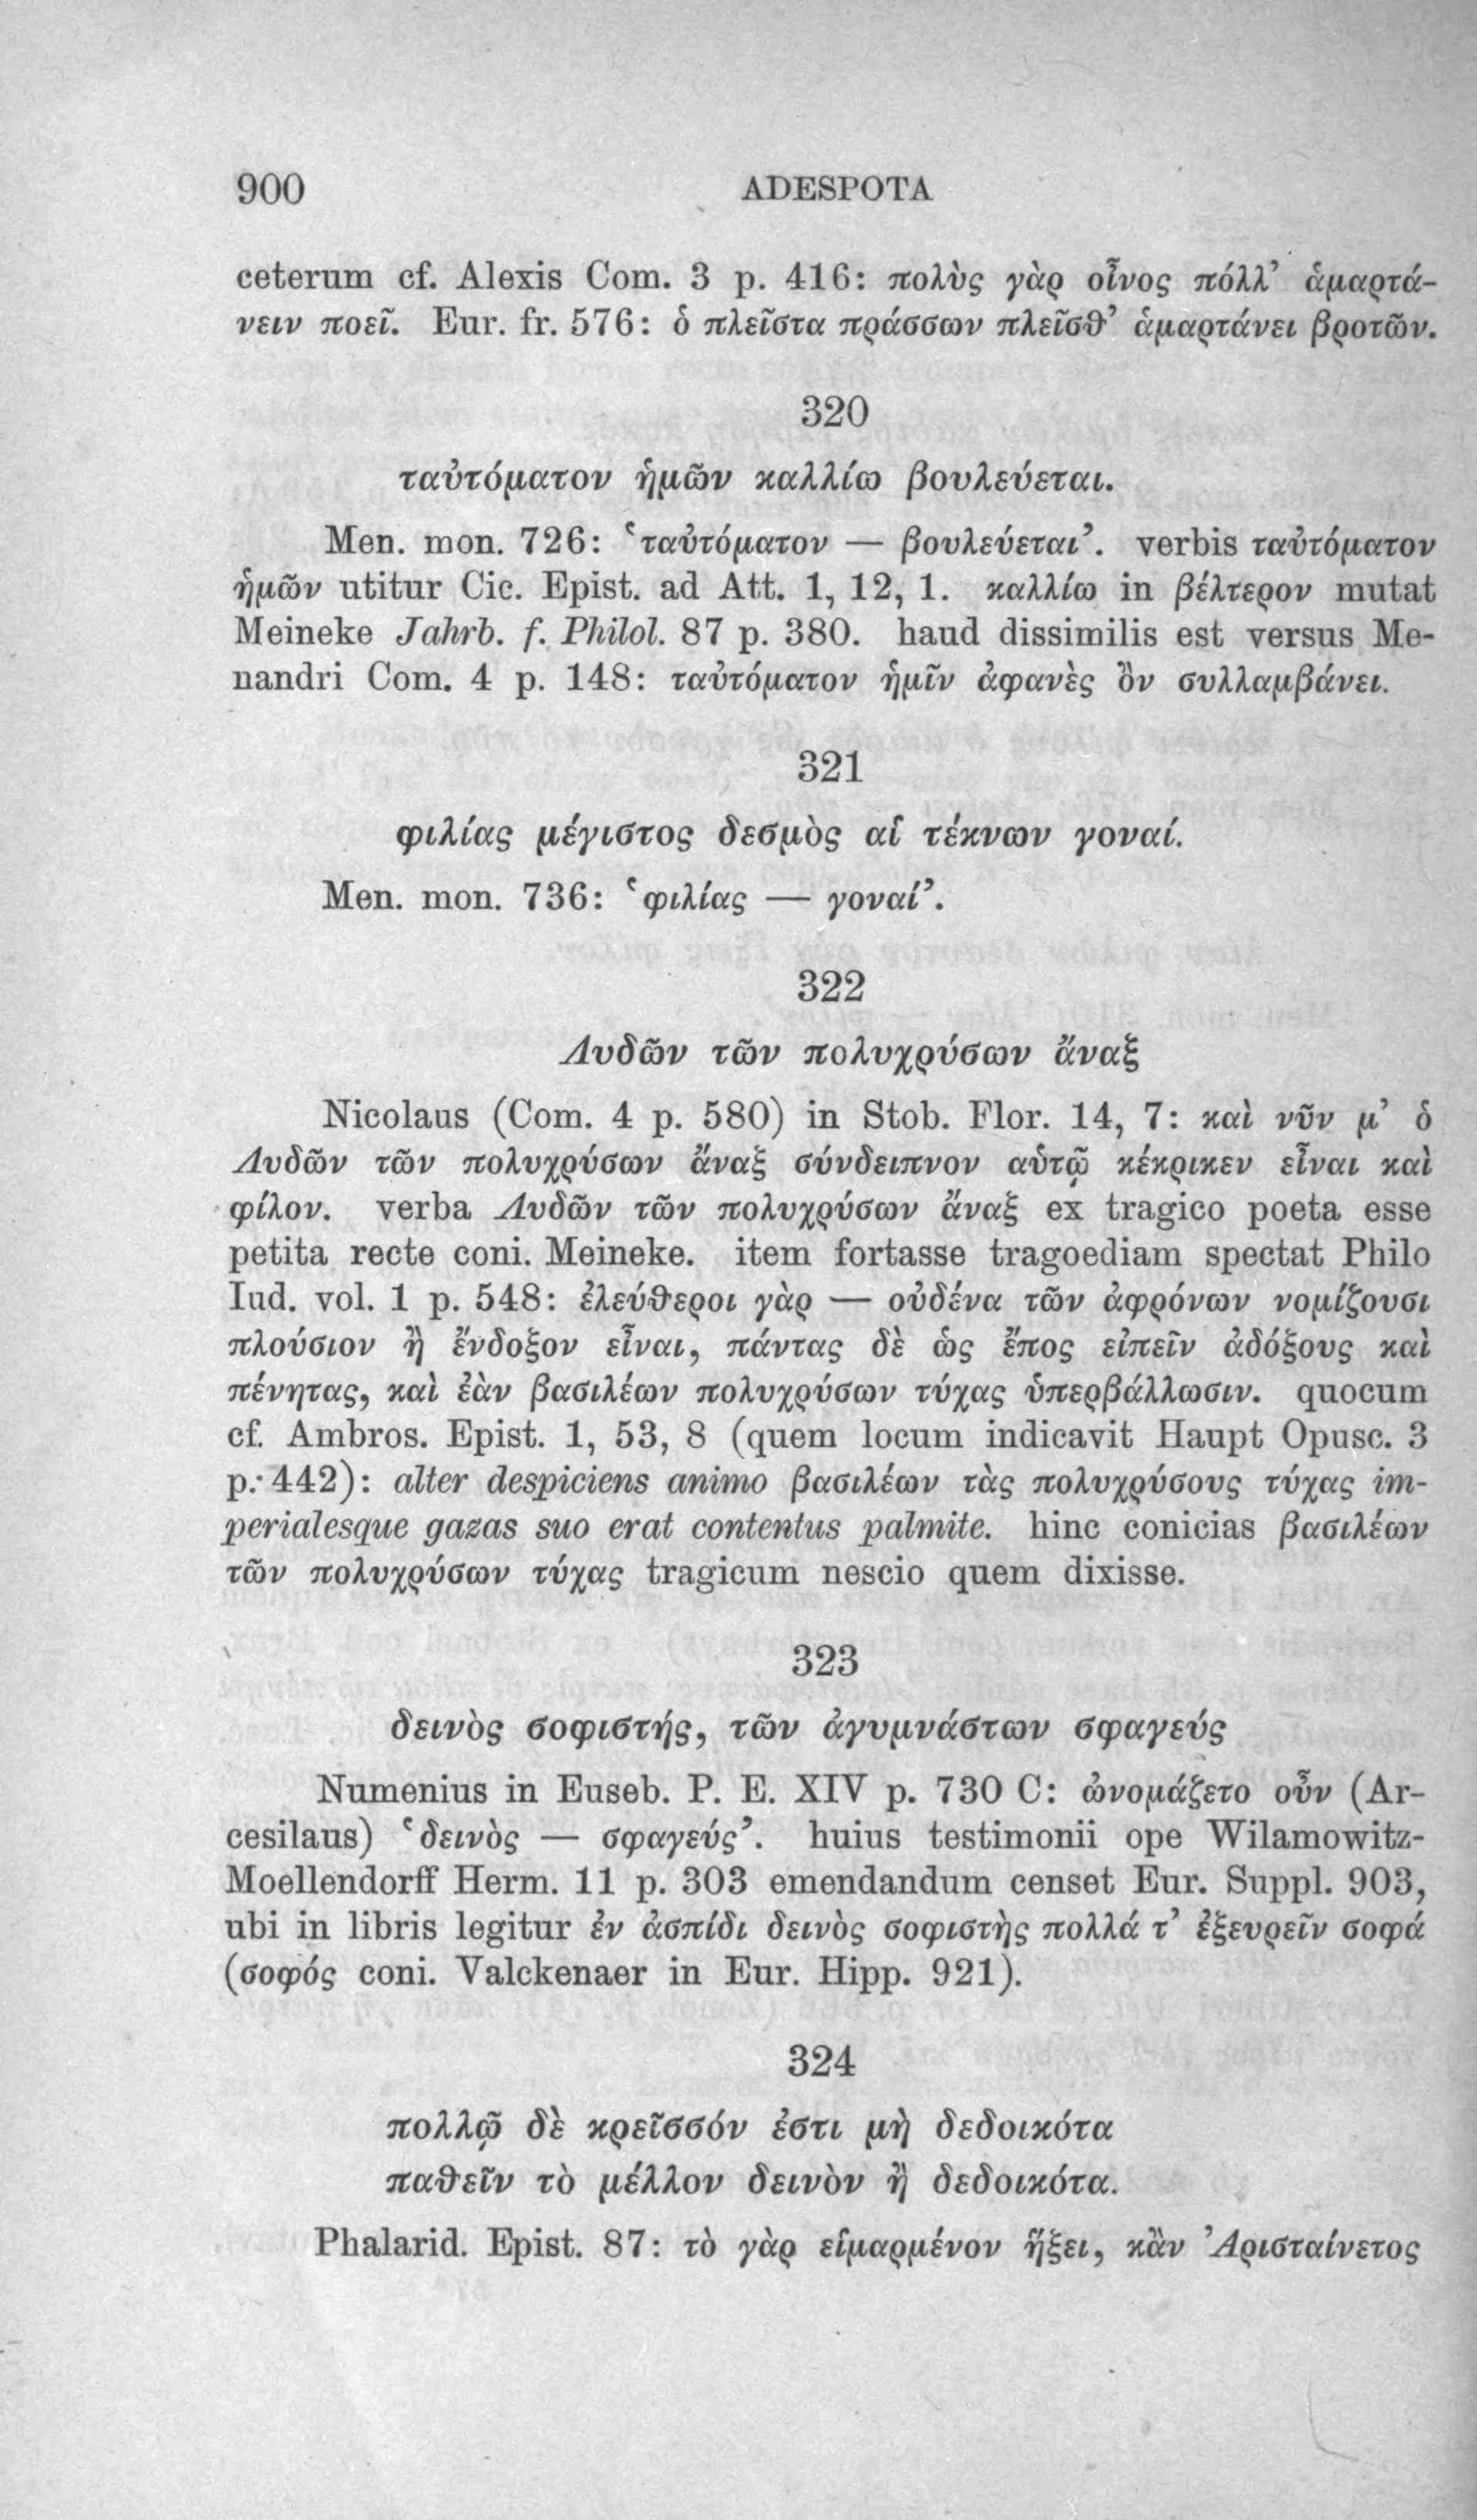 900 ADESPOTA
ceterum cf. Alexis Com. 3 p. 416: πολὺς γὰρ οἶνος πόλλ’ ἁμαρτά-
νειν ποεῖ. Eur. fr. 576: ὁ πλεῖστα πράσσων πλεῖσθ’ ἁμαρτάνει βροτῶν.
320
ταὐτόματον ἡμῶν καλλίω βουλεύεται.
Men. mon. 726: ‘ταὐτόματον — βουλεύεται’. verbis ταὐτόματον
ἡμῶν utitur Cic. Epist. ad Att. 1, 12, 1. καλλίω in βέλτερον mutat
Meineke Jahrb. f. Philol. 87 p. 380. haud dissimilis est versus Me-
nandri Com. 4 p. 148: ταὐτόματον ἡμῖν ἀφανὲς ὂν συλλαμβάνει.
321
φιλίας μέγιστος δεσμὸς αἱ τέκνων γοναί.
Men. mon. 736: ‘φιλίας — γοναί’.
322
Λυδῶν τῶν πολυχρύσων ἄναξ
Nicolaus (Com. 4 p. 580) in Stob. Flor. 14, 7: καὶ νῦν μ’ ὁ
Λυδῶν τῶν πολυχρύσων ἄναξ σύνδειπνον αὑτῷ κέκρικεν εἶναι καὶ
φίλον. verba Λυδῶν τῶν πολυχρύσων ἄναξ ex tragico poeta esse
petita recte coni. Meineke. item fortasse tragoediam spectat Philo
Iud. vol. 1 p. 548: ἐλεύθεροι γὰρ — οὐδένα τῶν ἀφρόνων νομίζουσι
πλούσιον ἢ ἔνδοξον εἶναι, πάντας δὲ ὡς ἔπος εἰπεῖν ἀδόξους καὶ
πένητας, καὶ ἐὰν βασιλέων πολυχρύσων τύχας ὑπερβάλλωσιν. quocum
cf. Ambros. Epist. 1, 53, 8 (quem locum indicavit Haupt Opusc. 3
p. 442): alter despiciens animo βασιλέων τὰς πολυχρύσους τύχας im-
perialesque gazas suo erat contentus palmite. hinc conicias βασιλέων
τῶν πολυχρύσων τύχας tragicum nescio quem dixisse.
323
δεινὸς σοφιστής, τῶν ἀγυμνάστων σφαγεύς
Numenius in Euseb. P. E. XIV p. 730 C: ὠνομάζετο οὖν (Ar-
cesilaus) ‘δεινὸς — σφαγεύς’. huius testimonii ope Wilamowitz-
Moellendorff Herm. 11 p. 303 emendandum censet Eur. Suppl. 903,
ubi in libris legitur ἐν ἀσπίδι δεινὸς σοφιστὴς πολλά τ’ ἐξευρεῖν σοφά
(σοφός coni. Valckenaer in Eur. Hipp. 921).
324
πολλῷ δὲ κρεῖσσόν ἐστι μὴ δεδοικότα
παθεῖν τὸ μέλλον δεινὸν ἢ δεδοικότα.
Phalarid. Epist. 87: τὸ γὰρ εἱμαρμένον ἥξει, κἂν Ἀρισταίνετος